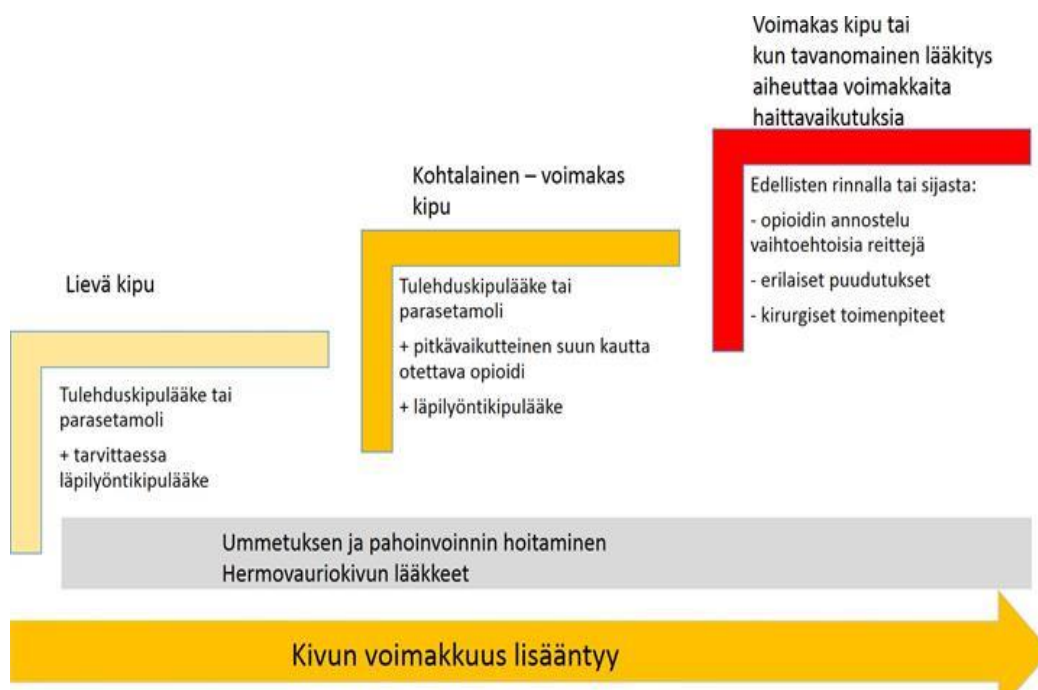 Voimakas kipu tai
kun tavanomainen lääkitys
aiheuttaa voimakkaita
haittavaikutuksia
Edellisten rinnalla tai sijasta:
- opioidin annostelu
vaihtoehtoisia reittejä
- erilaiset puudutukset
- kirurgiset toimenpiteet
Kohtalainen – voimakas
kipu
Tulehduskipulääke tai
parasetamoli
+ pitkävaikutteinen suun kautta
otettava opioidi
+ läpilyöntikipulääke
Lievä kipu
Tulehduskipulääke tai
parasetamoli
+ tarvittaessa
läpilyöntikipulääke
Ummetuksen ja pahoinvoinnin hoitaminen
Hermovauriokivun lääkkeet
Kivun voimakkuus lisääntyy